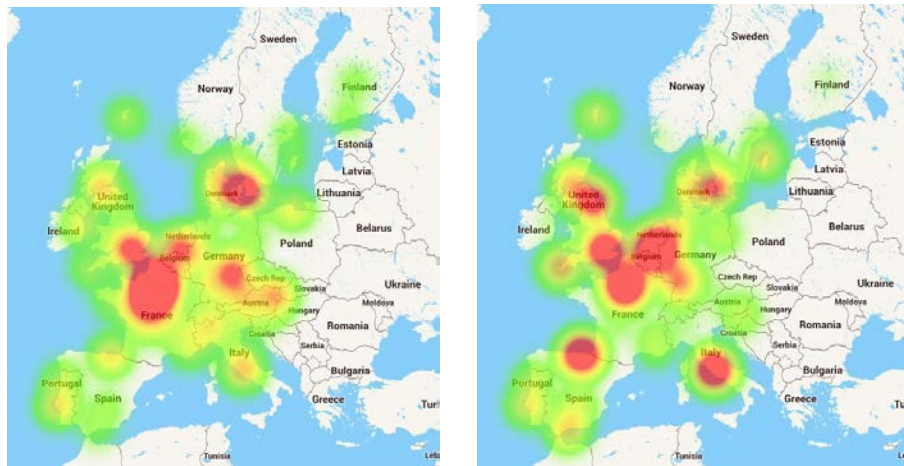 Sweden
Norway
Finland
Estonia
Latvia
Denmark
Lithuania
United
Kingdom
Ireland
Belarus
Netherlands
Poland
Belgium
Germany
Czech Rep
Ukraine
Slovakia
Austria
Moldova
Hungary
France
Romania
Croatia
Serbia
Italy
Bulgaria
Portugal
Spain
Greece
Tunisia
Sweden
Norway
Finland
Estonia
Latvia
Denmark
Lithuania
United
Kingdom
Ireland
Belarus
Netherlands
Poland
Belgium
Germany
Czech Rep
Ukraine
Slovakia
Austria
Moldova
Hungary
France
Romania
Croatia
Serbia
Italy
Bulgaria
Portugal
Spain
Greece
Tunisia